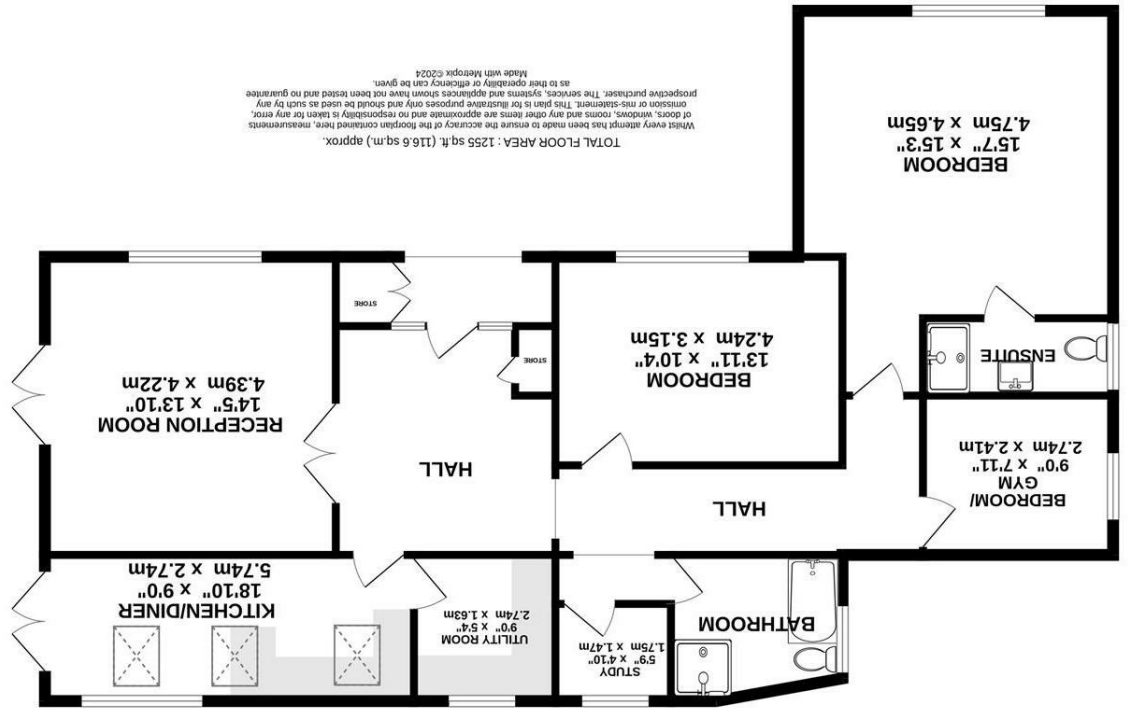 KITCHEN/DINER
18'10" x 9'0"
5.74m x 2.74m
UTILITY ROOM
9'0" x 5'4"
2.74m x 1.63m
STUDY
5'9" x 4'10"
1.75m x 1.47m
BATHROOM
HALL
BEDROOM/
GYM
9'0" x 7'11"
2.74m x 2.41m
HALL
RECEPTION ROOM
14'5" x 13'10"
4.39m x 4.22m
BEDROOM
13'11" x 10'4"
4.24m x 3.15m
STORE
STORE
ENSUITE
BEDROOM
15'7" x 15'3"
4.75m x 4.65m
TOTAL FLOOR AREA : 1255 sq.ft. (116.6 sq.m.) approx.
Whilst every attempt has been made to ensure the accuracy of the floorplan contained here, measurements
of doors, windows, rooms and any other items are approximate and no responsibility is taken for any error,
omission or mis-statement. This plan is for illustrative purposes only and should be used as such by any
prospective purchaser. The services, systems and appliances shown have not been tested and no guarantee
as to their operability or efficiency can be given.
Made with Metropix ©2024